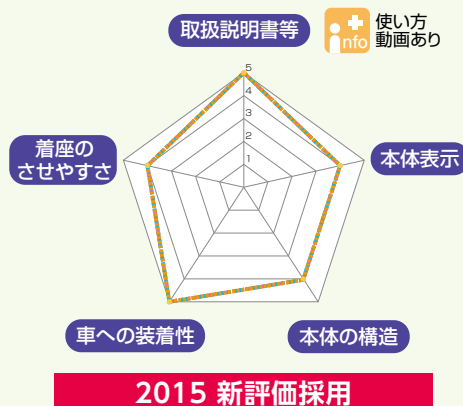 取扱説明書等
info
使い方
動画あり
5
4
3
2
1
着座の
させやすさ
本体表示
車への装着性
本体の構造
2015 新評価採用